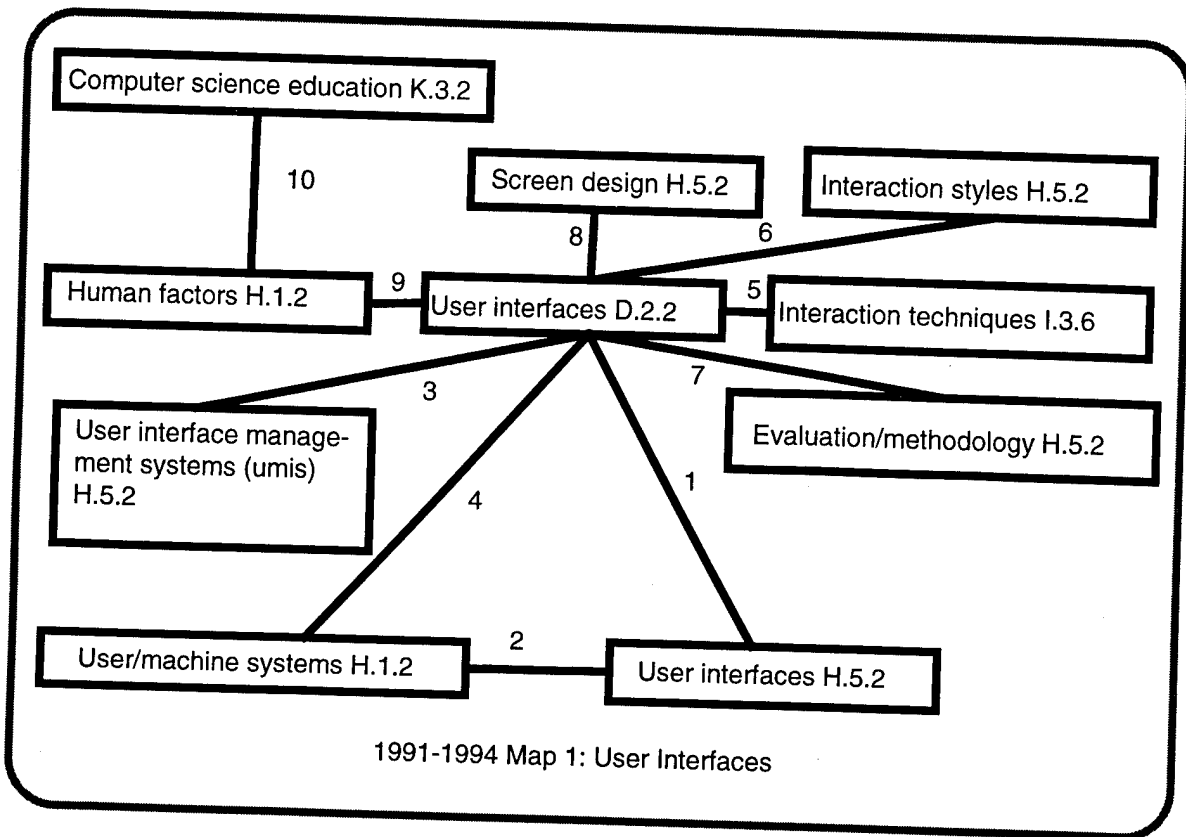 Computer science education K.3.2
10
Screen design H.5.2
Interaction styles H.5.2
8
6
Human factors H.1.2
9
User interfaces D.2.2
5
Interaction techniques I.3.6
3
7
User interface manage-
ment systems (umis)
H.5.2
Evaluation/methodology H.5.2
4
1
User/machine systems H.1.2
2
User interfaces H.5.2
1991-1994 Map 1: User Interfaces